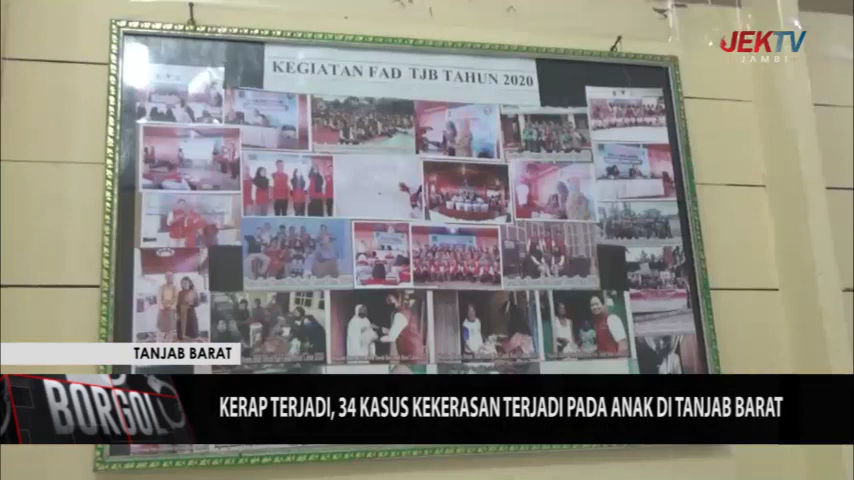 JEKTV
JAMBI
KEGIATAN FAD TJB TAHUN 2020
TANJAB BARAT
BORGOL
KERAP TERJADI, 34 KASUS KEKERASAN TERJADI PADA ANAK DI TANJAB BARAT